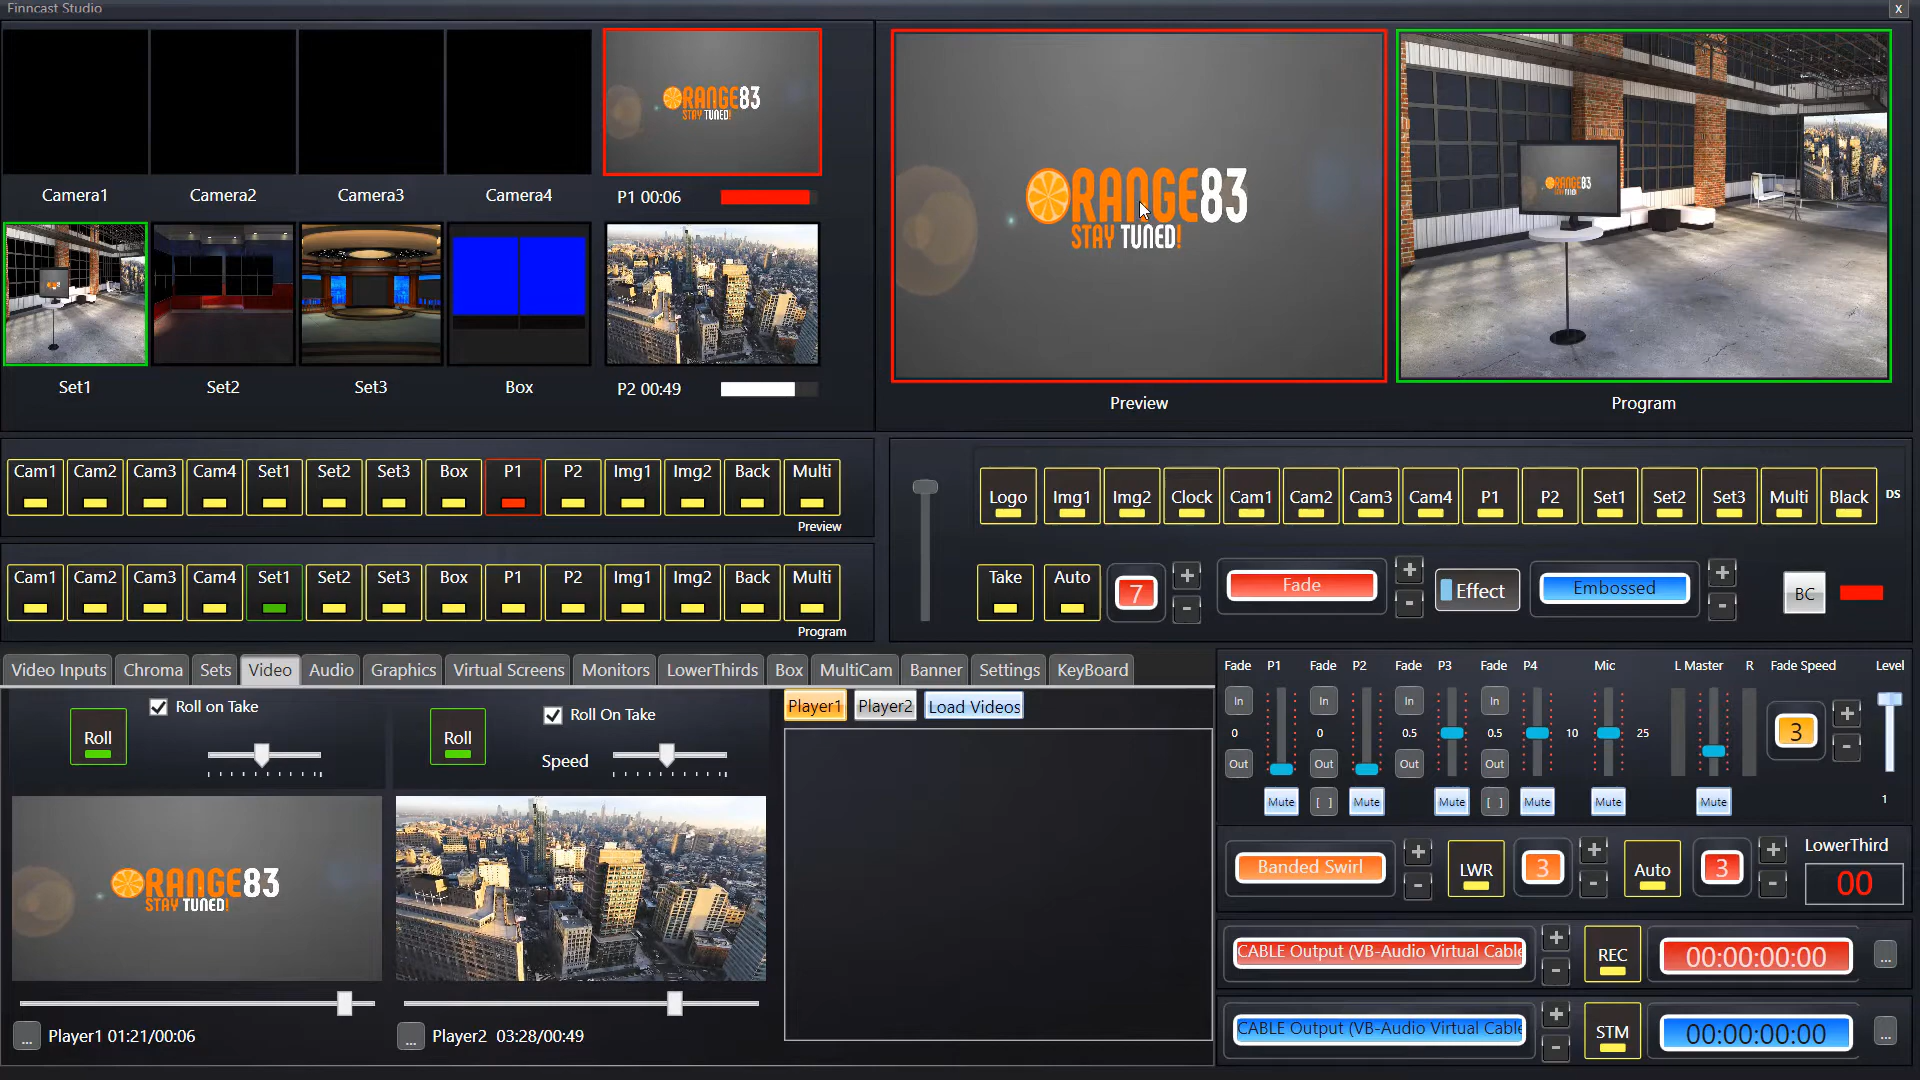 Finncast Studio
X
RANGE83
STAY TUNED!
Camera1
Camera2
Camera3
Camera4
P1 00:06
Set1
Set2
Set3
Box
P2 00:49
RANGE83
STAY TUNED!
Preview
Program
Cam1 Cam2 Cam3 Cam4 Set1 Set2 Set3 Box P1 P2 Img1 Img2 Back Multi
Preview
Cam1 Cam2 Cam3 Cam4 Set1 Set2 Set3 Box P1 P2 Img1 Img2 Back Multi
Program
Logo Img1 Img2 Clock Cam1 Cam2 Cam3 Cam4 P1 P2 Set1 Set2 Set3 Multi Black DS
Take Auto 7 + - Fade + - Effect Embossed + - BC
Video Inputs Chroma Sets Video Audio Graphics Virtual Screens Monitors LowerThirds Box MultiCam Banner Settings KeyBoard
Roll
Roll on Take
Roll
Roll On Take
Speed
Player1 Player2 Load Videos
RANGE83
STAY TUNED!
... Player1 01:21/00:06
... Player2 03:28/00:49
Fade P1 Fade P2 Fade P3 Fade P4 Mic L Master R Fade Speed Level
In In In In
0 0 0.5 0.5 10 25 3 + -
Out Out Out Out
Mute [ ] Mute Mute [ ] Mute Mute Mute 1
Banded Swirl + - LWR 3 + - Auto 3 + - LowerThird
00
CABLE Output (VB-Audio Virtual Cable + - REC 00:00:00:00 ...
CABLE Output (VB-Audio Virtual Cable + - STM 00:00:00:00 ...